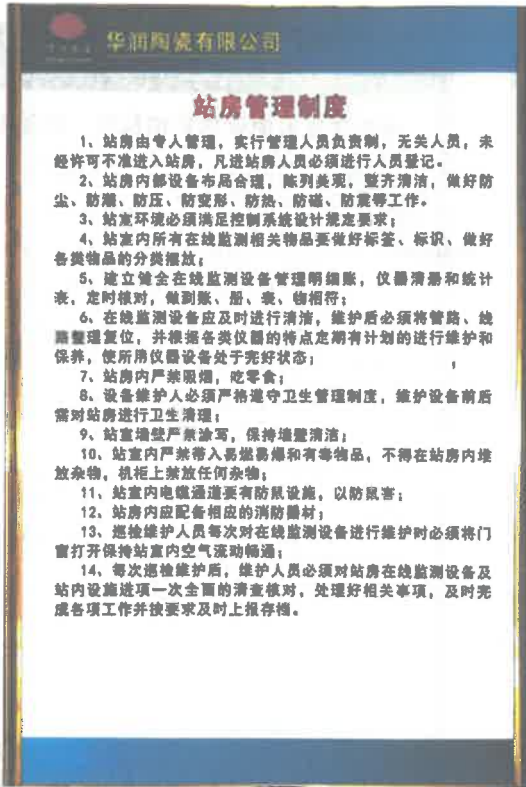 华润陶瓷有限公司
站房管理制度
1、站房由专人管理，实行管理人员负责制，无关人员，未
经许可不准进入站房，凡进站房人员必须进行人员登记。
2、站房内部设备布局合理，陈列美观，整齐清洁，做好防
尘、防潮、防压、防变形、防热、防磁、防震等工作。
3、站室环境必须满足控制系统设计规定要求；
4、站室内所有在线监测相关物品要做好标签、标识、做好
各类物品的分类摆放；
5、建立健全在线监测设备管理明细账，仪器清册和统计
表，定时核对，做到账、册、表、物相符；
6、在线监测设备应及时进行清洁，维护后必须将管路、线
路整理复位，并根据各类仪器的特点定期有计划的进行维护和
保养，使所用仪器设备处于完好状态；
7、站房内严禁吸烟，吃零食；
8、设备维护人必须严格遵守卫生管理制度，维护设备前后
需对站房进行卫生清理；
9、站室墙壁严禁涂写，保持墙壁清洁；
10、站室内严禁带入易燃易爆和有毒物品，不得在站房内堆
放杂物，机柜上禁放任何杂物；
11、站室内电缆通道要有防鼠设施，以防鼠害；
12、站房内应配备相应的消防器材；
13、巡检维护人员每次对在线监测设备进行维护时必须将门
窗打开保持站室内空气流动畅通；
14、每次巡检维护后，维护人员必须对站房在线监测设备及
站内设施进项一次全面的清查核对，处理好相关事项，及时完
成各项工作并按要求及时上报存档。